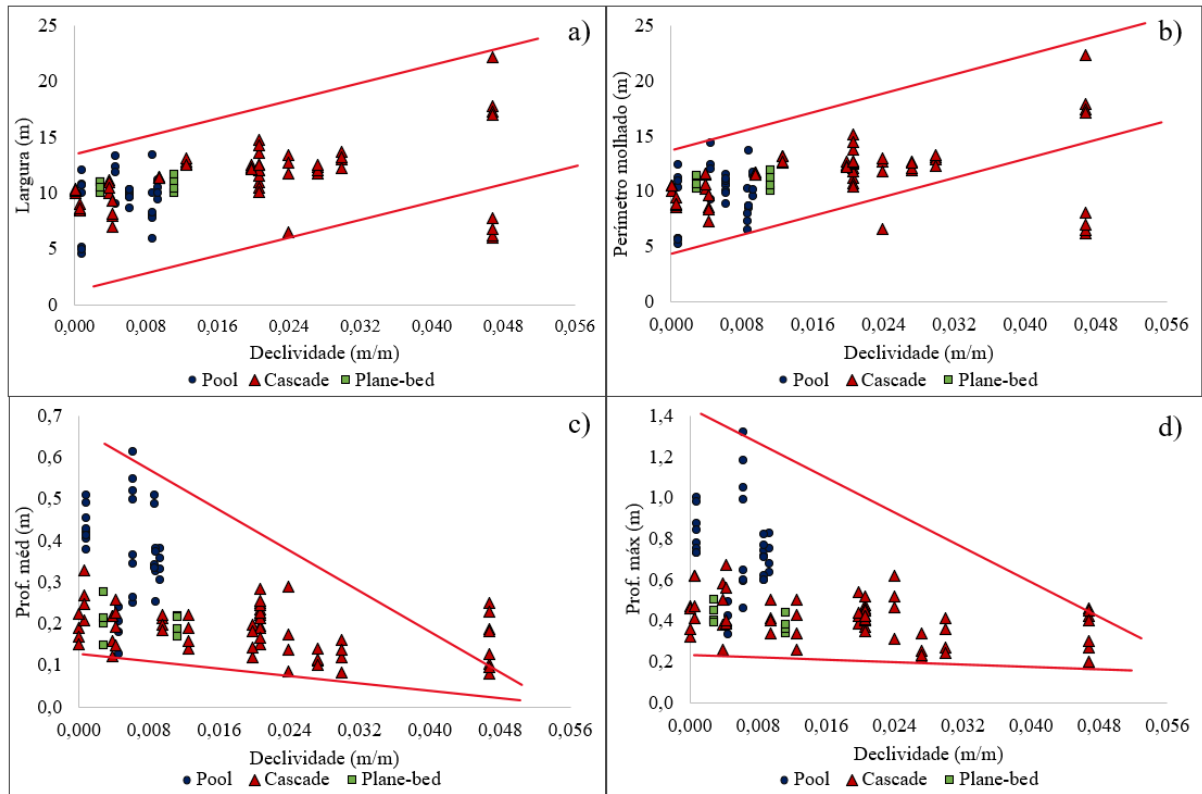 a)
Largura (m)
25
20
15
10
5
0
0,000 0,008 0,016 0,024 0,032 0,040 0,048 0,056
Declividade (m/m)
Pool Cascade Plane-bed
b)
Perímetro molhado (m)
25
20
15
10
5
0
0,000 0,008 0,016 0,024 0,032 0,040 0,048 0,056
Declividade (m/m)
Pool Cascade Plane-bed
c)
Prof. méd (m)
0,7
0,6
0,5
0,4
0,3
0,2
0,1
0,0
0,000 0,008 0,016 0,024 0,032 0,040 0,048 0,056
Declividade (m/m)
Pool Cascade Plane-bed
d)
Prof. máx (m)
1,4
1,2
1,0
0,8
0,6
0,4
0,2
0,0
0,000 0,008 0,016 0,024 0,032 0,040 0,048 0,056
Declividade (m/m)
Pool Cascade Plane-bed